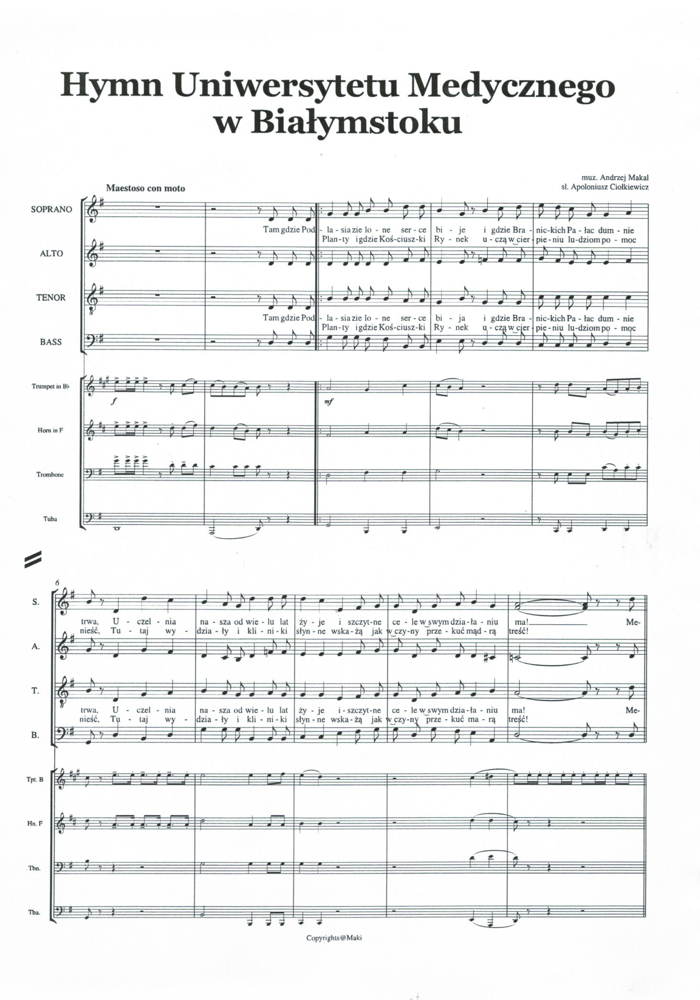 Hymn Uniwersytetu Medycznego
w Białymstoku
muz. Andrzej Makal
sł. Apoloniusz Ciołkiewicz
Maestoso con moto
SOPRANO
Tam gdzie Pod - la - sia zie lo - ne ser - ce bi - je i gdzie Bra - nic-kich Pa - łac dum - nie
Plan-ty i gdzie Koś-ciusz-ki Ry - nek u - czą w cier - pie-niu lu-dziom po - moc
ALTO
TENOR
Tam gdzie Pod - la - sia zie lo - ne ser - ce bi - ja i gdzie Bra - nic-kich Pa - łac dum - nie
Plan-ty i gdzie Koś-ciusz-ki Ry - nek u - czą w cier - pie-niu lu-dziom po - moc
BASS
Trumpet in B♭
f mf
Horn in F
Trombone
Tuba
6
S.
trwa, U - czel - nia na - sza od wie - lu lat ży - je i szczyt-ne ce - le w swym dzia-ła - niu ma! Me-
nieść, Tu - taj wy - dzia - ły i kli - ni - ki słyn - ne wska - żą jak w czy-ny prze - kuć mąd - rą treść!
A.
T.
trwa, U - czel - nia na - sza od wie - lu lat ży - je i - szczyt-ne ce - le w swym dzia-ła - niu ma! Me-
nieść, Tu - taj wy - dzia - ły i kli - ni - ki słyn - ne wska - żą jak w czy-ny prze - kuć ma - rą treść!
B.
Tpt. B
Hn. F
Tbn.
Tba.
Copyrights@Maki